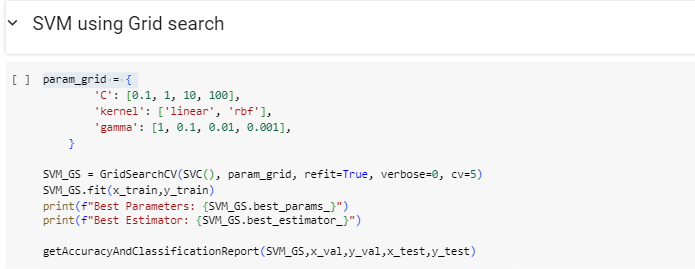 SVM using Grid search
[ ] param_grid = {
'C': [0.1, 1, 10, 100],
'kernel': ['linear', 'rbf'],
'gamma': [1, 0.1, 0.01, 0.001],
}
SVM_GS = GridSearchCV(SVC(), param_grid, refit=True, verbose=0, cv=5)
SVM_GS.fit(x_train,y_train)
print(f"Best Parameters: {SVM_GS.best_params_}")
print(f"Best Estimator: {SVM_GS.best_estimator_}")
getAccuracyAndClassificationReport(SVM_GS,x_val,y_val,x_test,y_test)